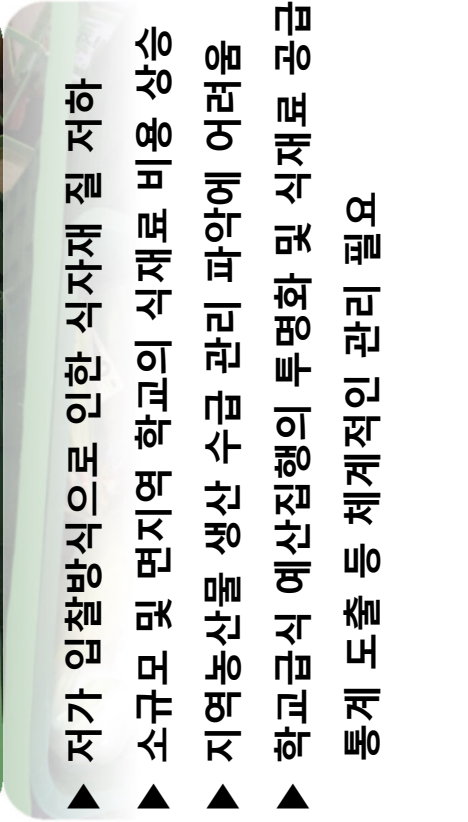 ▶ 저가 입찰방식으로 인한 식자재 질 저하
▶ 소규모 및 면지역 학교의 식재료 비용 상승
▶ 지역농산물 생산 수급 관리 파악에 어려움
▶ 학교급식 예산집행의 투명화 및 식재료 공급
통계 도출 등 체계적인 관리 필요